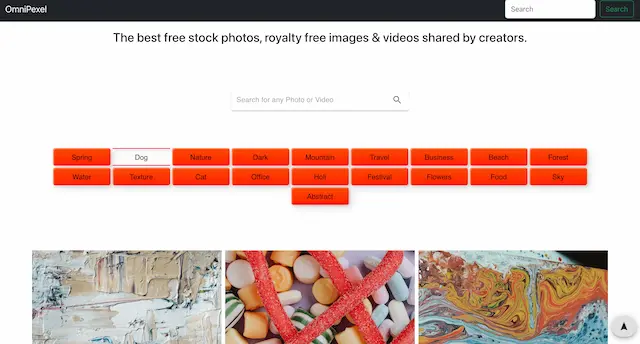 OmniPexel
Search Search
The best free stock photos, royalty free images & videos shared by creators.
Search for any Photo or Video
Spring Dog Nature Dark Mountain Travel Business Beach Forest
Water Texture Cat Office Hot Festival Flowers Food Sky
Abstract